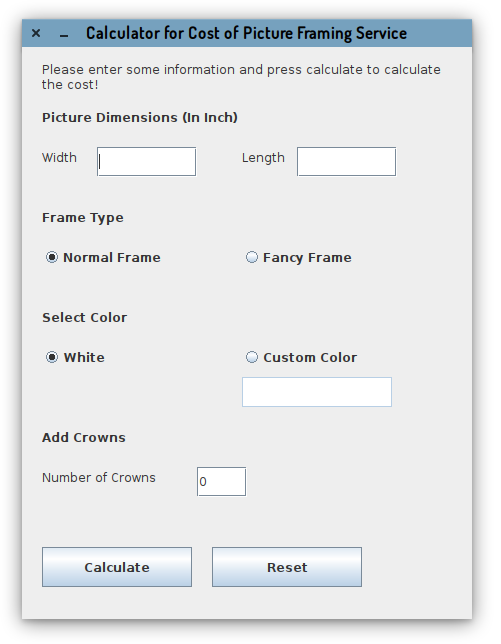 Calculator for Cost of Picture Framing Service
Please enter some information and press calculate to calculate
the cost!
Picture Dimensions (In Inch)
Width Length
Frame Type
Normal Frame Fancy Frame
Select Color
White Custom Color
Add Crowns
Number of Crowns 0
Calculate Reset